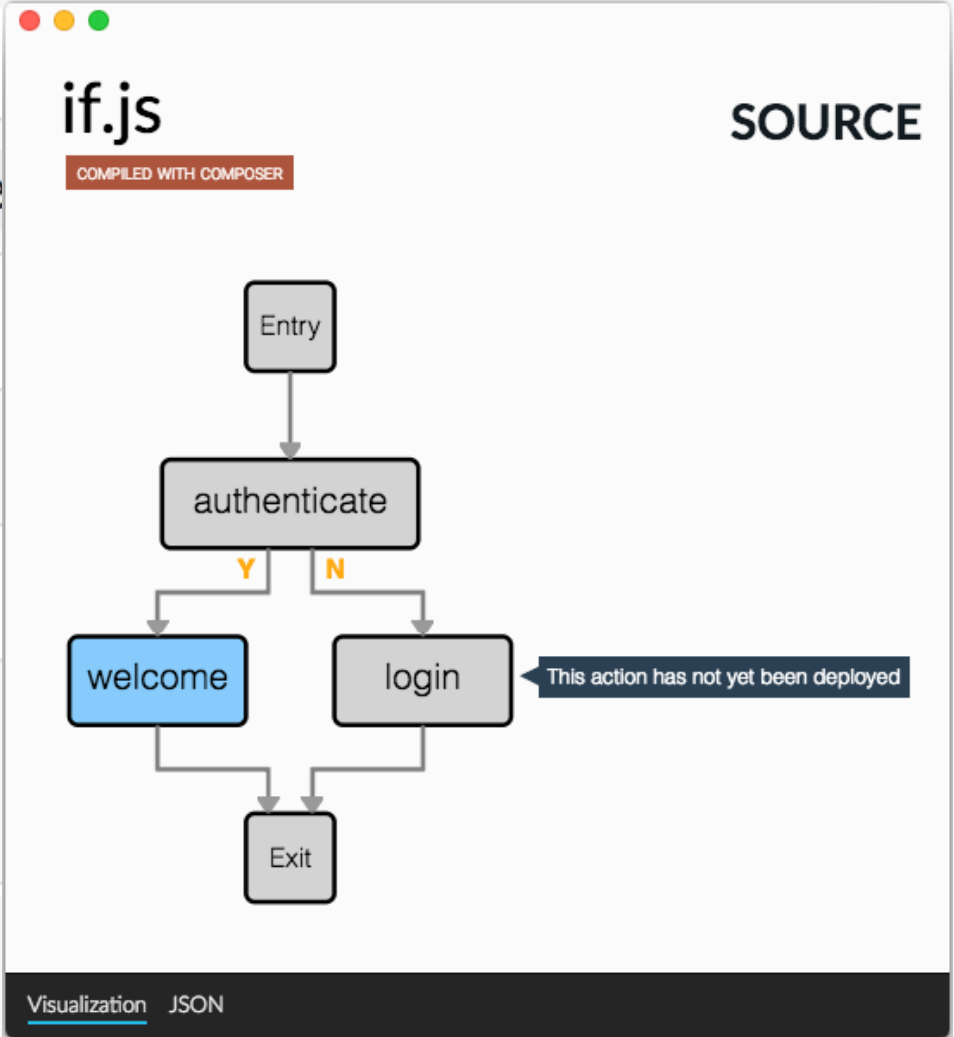 if.js
SOURCE
COMPILED WITH COMPOSER
Entry
authenticate
Y N
welcome
login
This action has not yet been deployed
Exit
Visualization JSON